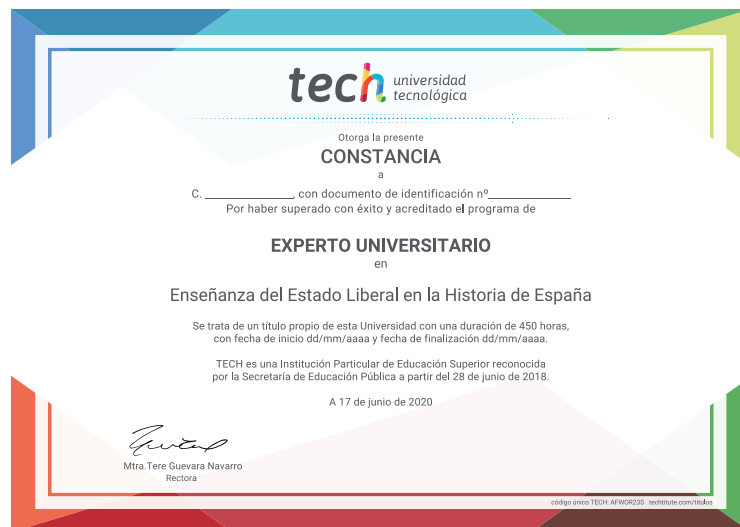 tech universidad
tecnológica
Otorga la presente
CONSTANCIA
a
C. ______________, con documento de identificación nº______________
Por haber superado con éxito y acreditado el programa de
EXPERTO UNIVERSITARIO
en
Enseñanza del Estado Liberal en la Historia de España
Se trata de un título propio de esta Universidad con una duración de 450 horas,
con fecha de inicio dd/mm/aaaa y fecha de finalización dd/mm/aaaa.
TECH es una Institución Particular de Educación Superior reconocida
por la Secretaría de Educación Pública a partir del 28 de junio de 2018.
A 17 de junio de 2020
Mtra.Tere Guevara Navarro
Rectora
código único TECH: AFWOR23S techtitute.com/títulos